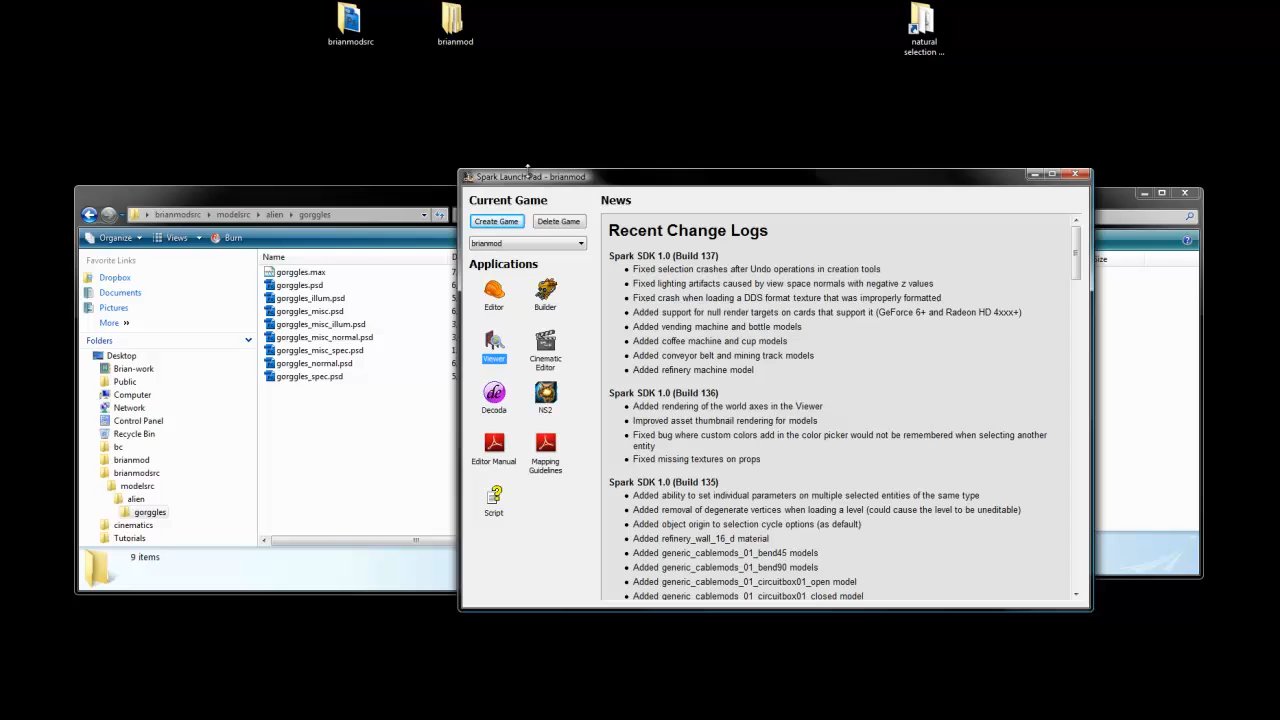 brianmodsrc
brianmod
natural
selection ...
brianmodsrc
modelsrc
alien
gorggles
Organize
Views
Burn
Favorite Links
Dropbox
Documents
Pictures
More »
Folders
Desktop
Brian-work
Public
Computer
Network
Control Panel
Recycle Bin
bc
brianmod
brianmodsrc
modelsrc
alien
gorggles
cinematics
Tutorials
Name
gorggles.max
gorggles.psd
gorggles_illum.psd
gorggles_misc.psd
gorggles_misc_illum.psd
gorggles_misc_normal.psd
gorggles_misc_spec.psd
gorggles_normal.psd
gorggles_spec.psd
9 items
Spark LaunchPad - brianmod
Current Game
Create Game
Delete Game
brianmod
Applications
Editor
Builder
Viewer
Cinematic
Editor
Decoda
NS2
Editor Manual
Mapping
Guidelines
Script
News
Recent Change Logs
Spark SDK 1.0 (Build 137)
• Fixed selection crashes after Undo operations in creation tools
• Fixed lighting artifacts caused by view space normals with negative z values
• Fixed crash when loading a DDS format texture that was improperly formatted
• Added support for null render targets on cards that support it (GeForce 6+ and Radeon HD 4xxx+)
• Added vending machine and bottle models
• Added coffee machine and cup models
• Added conveyor belt and mining track models
• Added refinery machine model
Spark SDK 1.0 (Build 136)
• Added rendering of the world axes in the Viewer
• Improved asset thumbnail rendering for models
• Fixed bug where custom colors add in the color picker would not be remembered when selecting another
entity
• Fixed missing textures on props
Spark SDK 1.0 (Build 135)
• Added ability to set individual parameters on multiple selected entities of the same type
• Added removal of degenerate vertices when loading a level (could cause the level to be uneditable)
• Added object origin to selection cycle options (as default)
• Added refinery_wall_16_d material
• Added generic_cablemods_01_bend45 models
• Added generic_cablemods_01_bend90 models
• Added generic_cablemods_01_circuitbox01_open model
• Added generic_cablemods_01_circuitbox01_closed model
Size